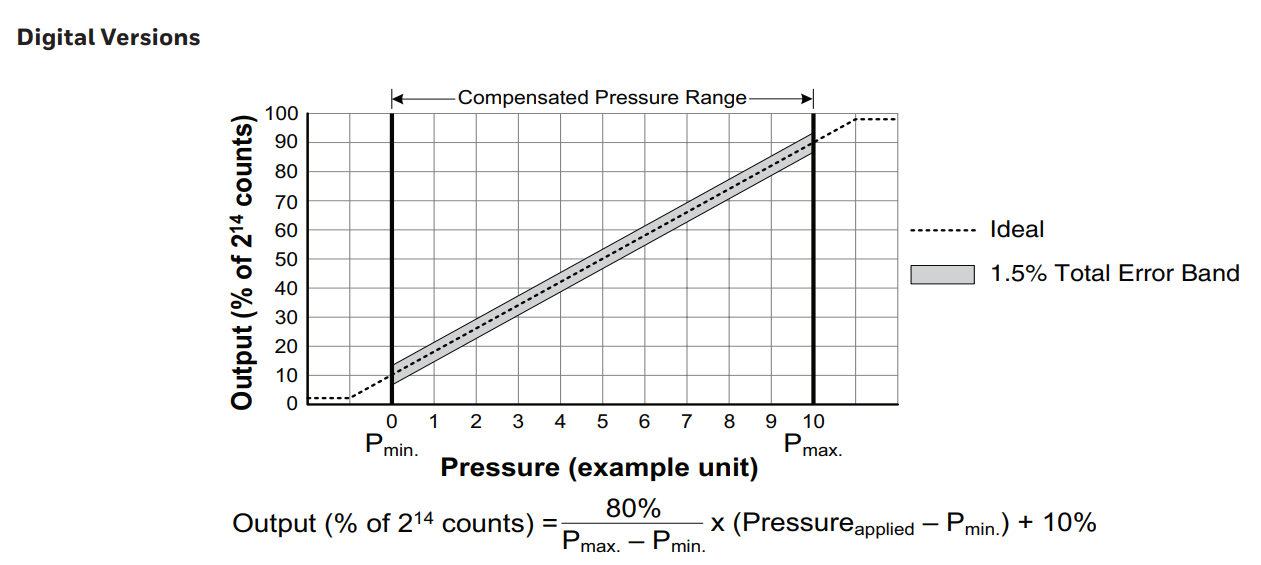 Digital Versions
Compensated Pressure Range
Output (% of 2¹⁴ counts)
100
90
80
70
60
50
40
30
20
10
0
0 1 2 3 4 5 6 7 8 9 10
Pmin. Pmax.
Pressure (example unit)
Ideal
1.5% Total Error Band
Output (% of 2¹⁴ counts) = 80% / Pmax. – Pmin. x (Pressureapplied – Pmin.) + 10%